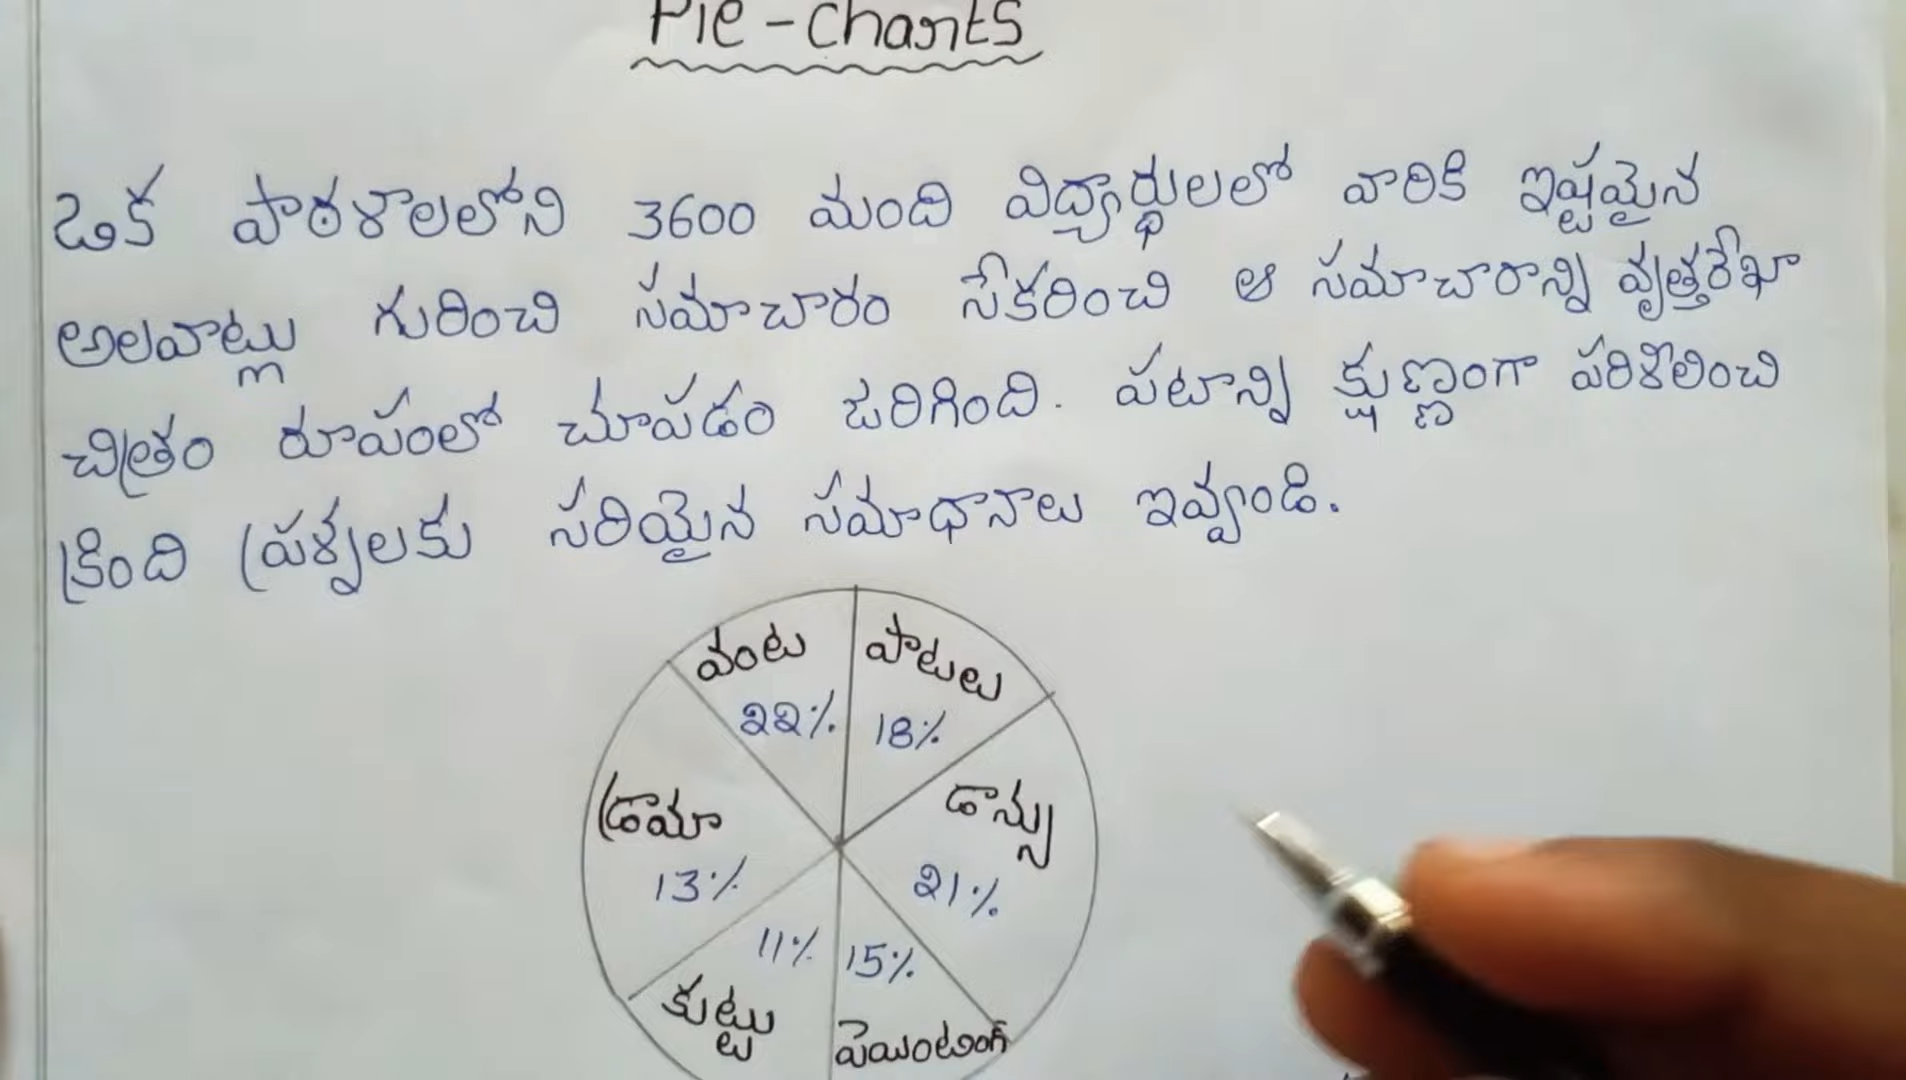 Pie - Charts
ఒక పాఠశాలలోని 3600 మంది విద్యార్థులలో వారికి ఇష్టమైన
అలవాట్లు గురించి సమాచారం సేకరించి ఆ సమాచారాన్ని వృత్తరేఖా
చిత్రం రూపంలో చూపడం జరిగింది. పటాన్ని క్షుణ్ణంగా పరిశీలించి
క్రింది ప్రశ్నలకు సరియైన సమాధానాలు ఇవ్వండి.
వంట
22%
పాటలు
18%
డ్రామా
13%
డాన్సు
21%
11%
కుట్టు
15%
పెయింటింగ్